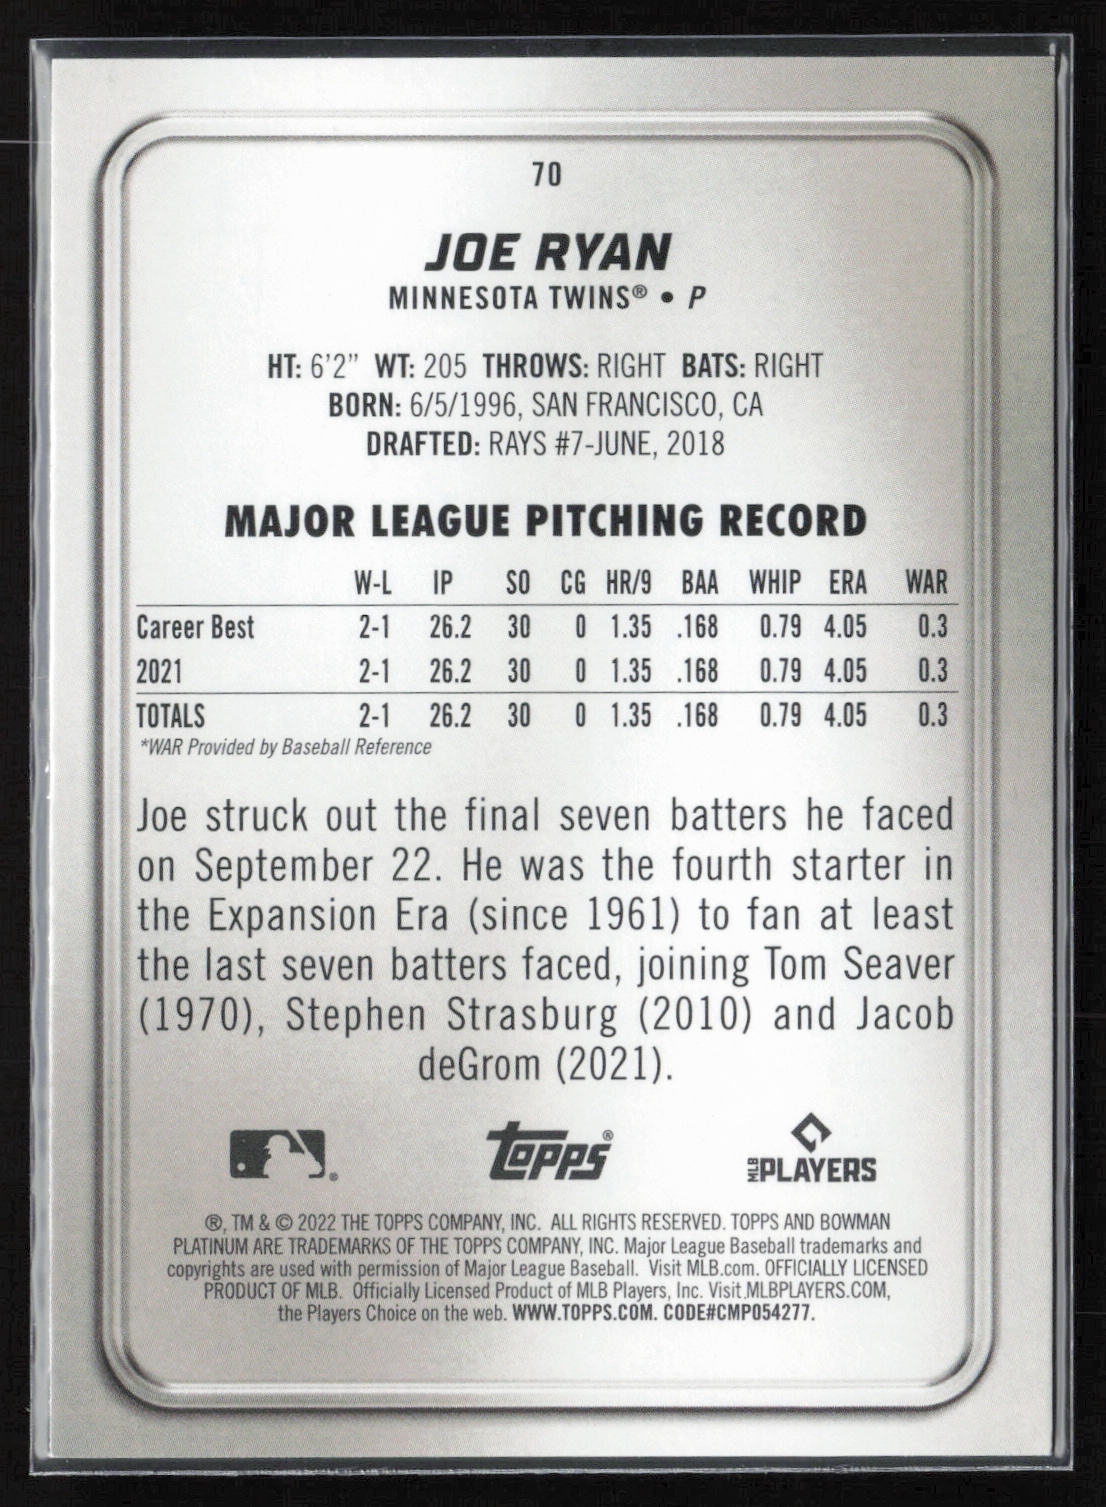 70
JOE RYAN
MINNESOTA TWINS® • P
HT: 6'2" WT: 205 THROWS: RIGHT BATS: RIGHT
BORN: 6/5/1996, SAN FRANCISCO, CA
DRAFTED: RAYS #7-JUNE, 2018
MAJOR LEAGUE PITCHING RECORD
W-L IP SO CG HR/9 BAA WHIP ERA WAR
Career Best 2-1 26.2 30 0 1.35 .168 0.79 4.05 0.3
2021 2-1 26.2 30 0 1.35 .168 0.79 4.05 0.3
TOTALS 2-1 26.2 30 0 1.35 .168 0.79 4.05 0.3
*WAR Provided by Baseball Reference
Joe struck out the final seven batters he faced
on September 22. He was the fourth starter in
the Expansion Era (since 1961) to fan at least
the last seven batters faced, joining Tom Seaver
(1970), Stephen Strasburg (2010) and Jacob
deGrom (2021).
® topps® MLB PLAYERS
®, TM & © 2022 THE TOPPS COMPANY, INC. ALL RIGHTS RESERVED. TOPPS AND BOWMAN
PLATINUM ARE TRADEMARKS OF THE TOPPS COMPANY, INC. Major League Baseball trademarks and
copyrights are used with permission of Major League Baseball. Visit MLB.com. OFFICIALLY LICENSED
PRODUCT OF MLB. Officially Licensed Product of MLB Players, Inc. Visit MLBPLAYERS.COM,
the Players Choice on the web. WWW.TOPPS.COM. CODE#CMP054277.